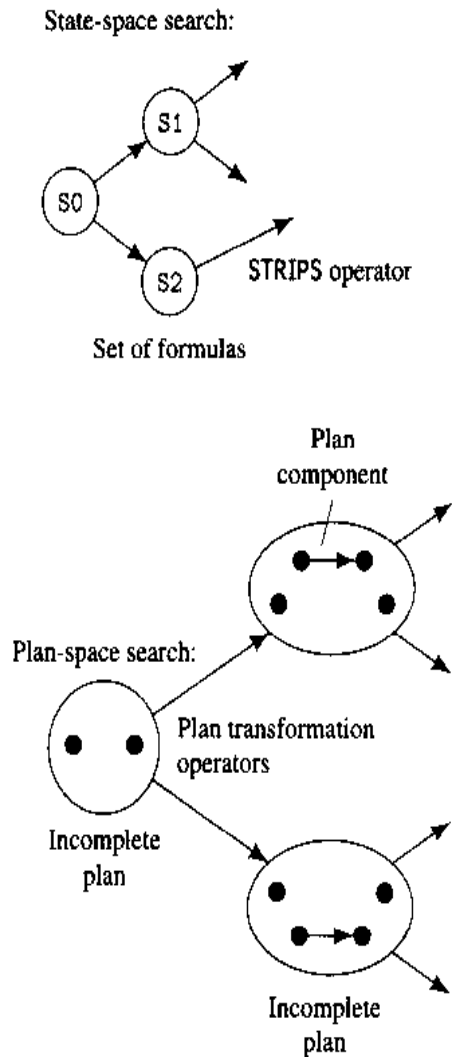 State-space search:
S1
S0
S2
STRIPS operator
Set of formulas
Plan
component
Plan-space search:
Plan transformation
operators
Incomplete
plan
Incomplete
plan